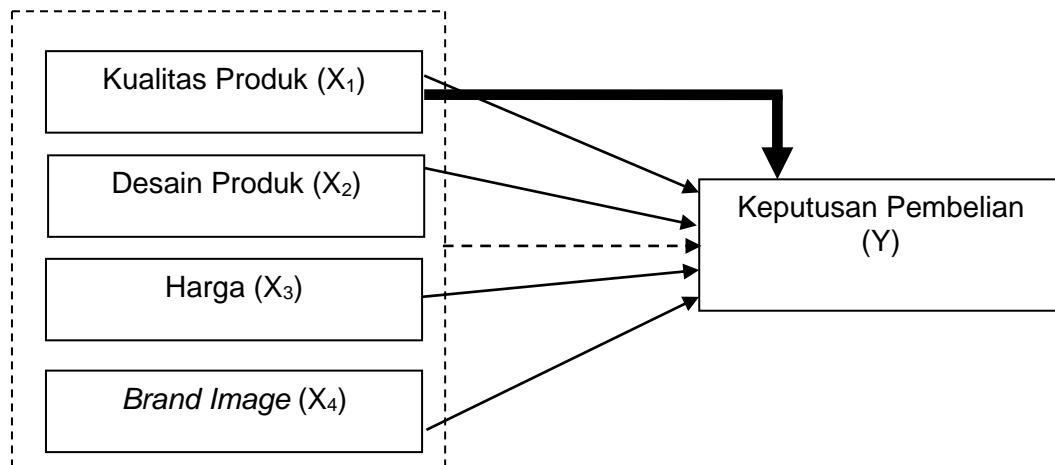 Kualitas Produk (X₁)
Desain Produk (X₂)
Harga (X₃)
Brand Image (X₄)
Keputusan Pembelian
(Y)